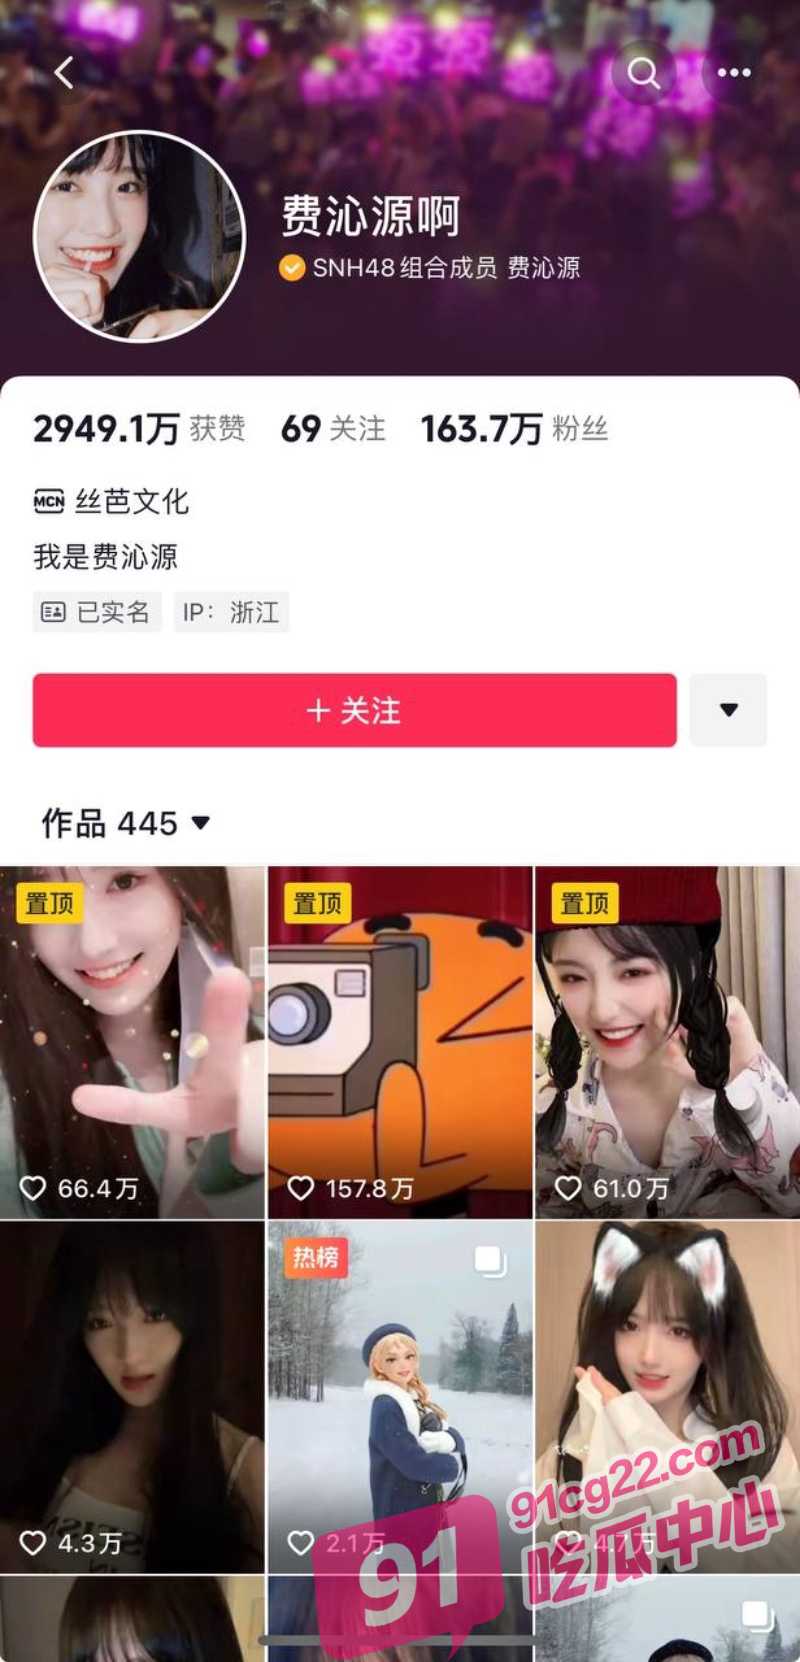 费沁源啊
SNH48组合成员 费沁源
2949.1万 获赞 69 关注 163.7万 粉丝
MCN 丝芭文化
我是费沁源
已实名 IP：浙江
＋关注
作品 445
置顶 置顶 置顶
66.4万 157.8万 61.0万
热榜
4.3万 2.1万 4.7万
91cg22.com
91 吃瓜中心